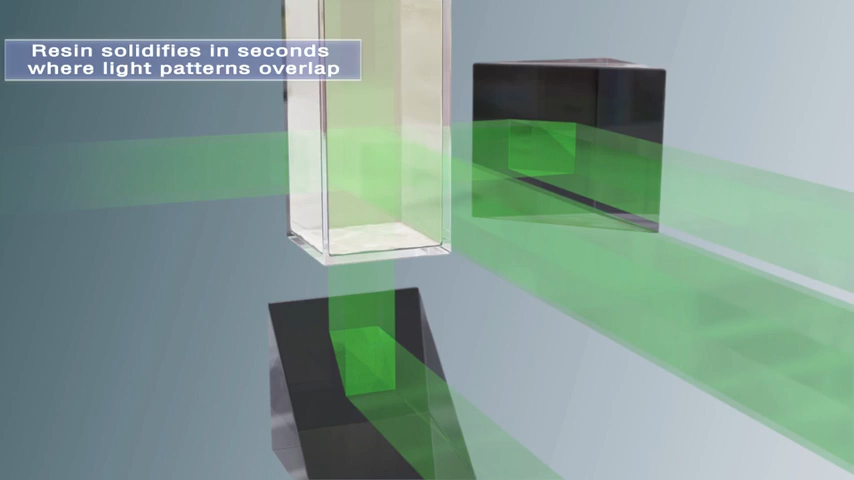 Resin solidifies in seconds
where light patterns overlap